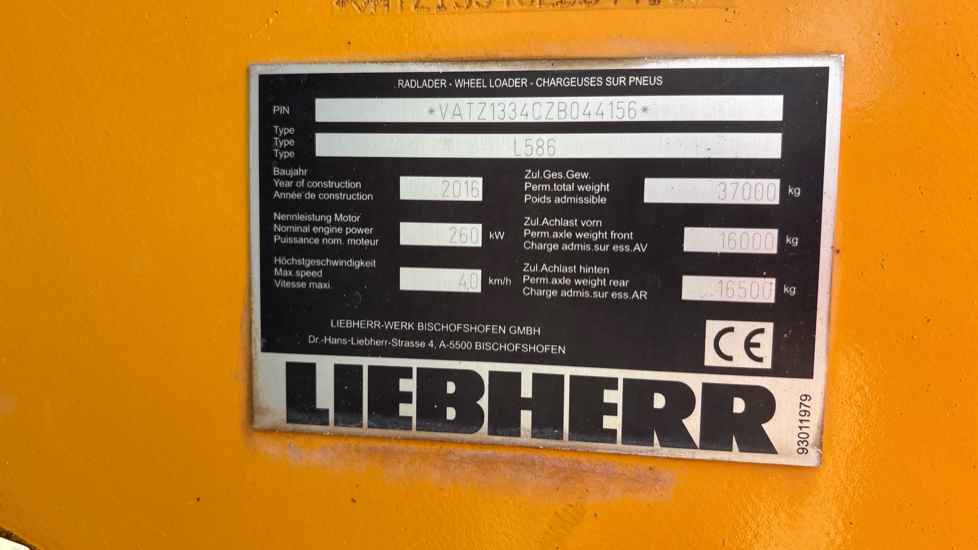 RADLADER - WHEEL LOADER - CHARGEUSES SUR PNEUS
PIN *VATZ1334CZB044156*
Type
Type L586
Type
Baujahr
Year of construction 2016
Année de construction
Nennleistung Motor
Nominal engine power 260 kW
Puissance nom. moteur
Höchstgeschwindigkeit
Max.speed 40 km/h
Vitesse maxi.
Zul.Ges.Gew.
Perm.total weight 37000 kg
Poids admissible
Zul.Achlast vorn
Perm.axle weight front 16000 kg
Charge admis.sur ess.AV
Zul.Achlast hinten
Perm.axle weight rear 16500 kg
Charge admis.sur ess.AR
LIEBHERR-WERK BISCHOFSHOFEN GMBH
Dr.-Hans-Liebherr-Strasse 4, A-5500 BISCHOFSHOFEN
CE
LIEBHERR
93011979